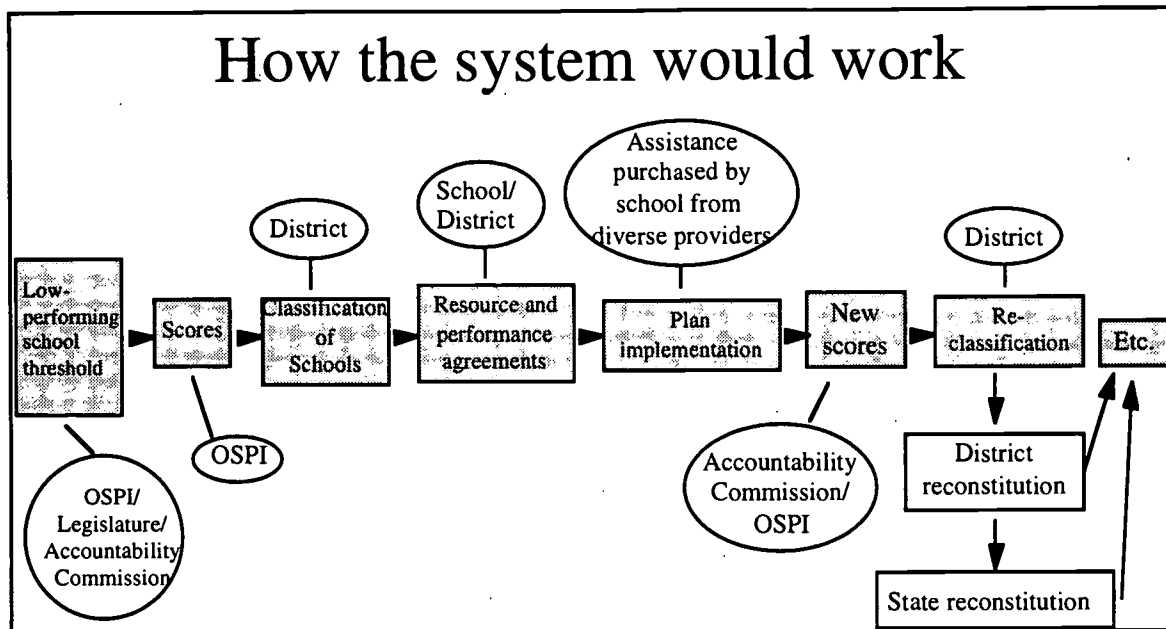 How the system would work
Assistance
purchased by
school from
diverse providers
School/
District
District
District
Low-
performing
school
threshold
Scores
Classification
of
Schools
Resource and
performance
agreements
Plan
implementation
New
scores
Re-
classification
Etc.
OSPI
OSPI/
Legislature/
Accountability
Commission
Accountability
Commission/
OSPI
District
reconstitution
State reconstitution